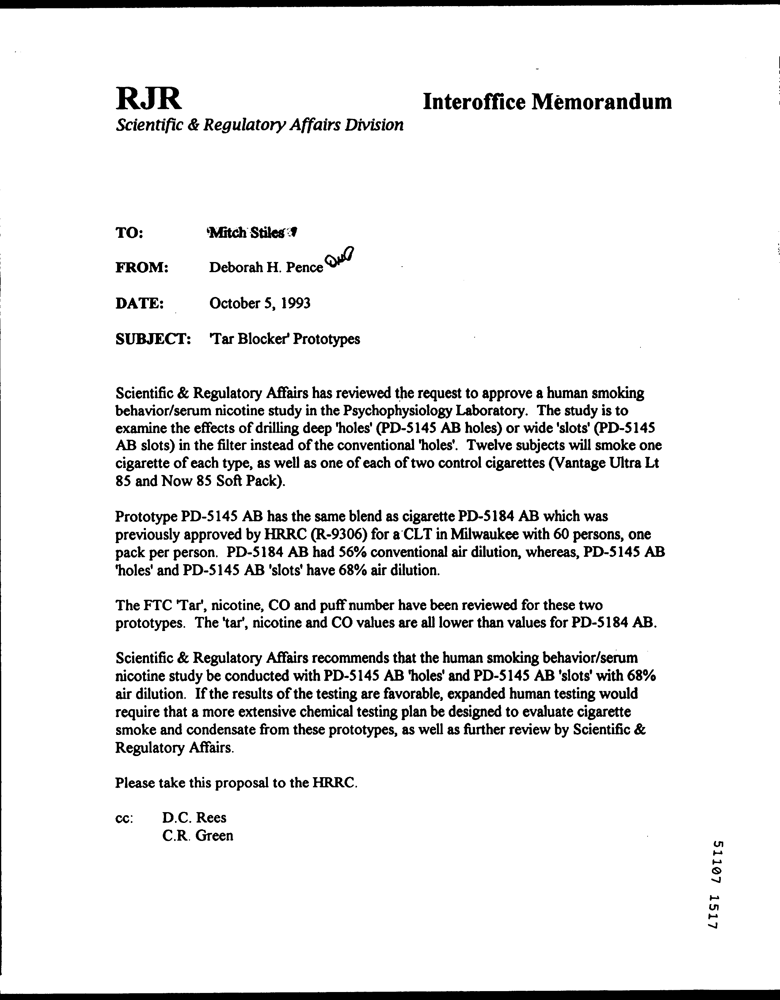 RJR
Interoffice Memorandum
Scientific & Regulatory Affairs Division
TO: Mitch Stiles
FROM: Deborah H. Pence
DATE: October 5, 1993
SUBJECT: 'Tar Blocker' Prototypes
Scientific & Regulatory Affairs has reviewed the request to approve a human smoking
behavior/serum nicotine study in the Psychophysiology Laboratory. The study is to
examine the effects of drilling deep 'holes' (PD-5145 AB holes) or wide 'slots' (PD-5145
AB slots) in the filter instead of the conventional 'holes'. Twelve subjects will smoke one
cigarette of each type, as well as one of each of two control cigarettes (Vantage Ultra Lt
85 and Now 85 Soft Pack).
Prototype PD-5145 AB has the same blend as cigarette PD-5184 AB which was
previously approved by HRRC (R-9306) for a CLT in Milwaukee with 60 persons, one
pack per person. PD-5184 AB had 56% conventional air dilution, whereas, PD-5145 AB
'holes' and PD-5145 AB 'slots' have 68% air dilution.
The FTC 'Tar', nicotine, CO and puff number have been reviewed for these two
prototypes. The 'tar', nicotine and CO values are all lower than values for PD-5184 AB.
Scientific & Regulatory Affairs recommends that the human smoking behavior/serum
nicotine study be conducted with PD-5145 AB 'holes' and PD-5145 AB 'slots' with 68%
air dilution. If the results of the testing are favorable, expanded human testing would
require that a more extensive chemical testing plan be designed to evaluate cigarette
smoke and condensate from these prototypes, as well as further review by Scientific &
Regulatory Affairs.
Please take this proposal to the HRRC.
cc: D.C. Rees
C.R. Green
51107 1517